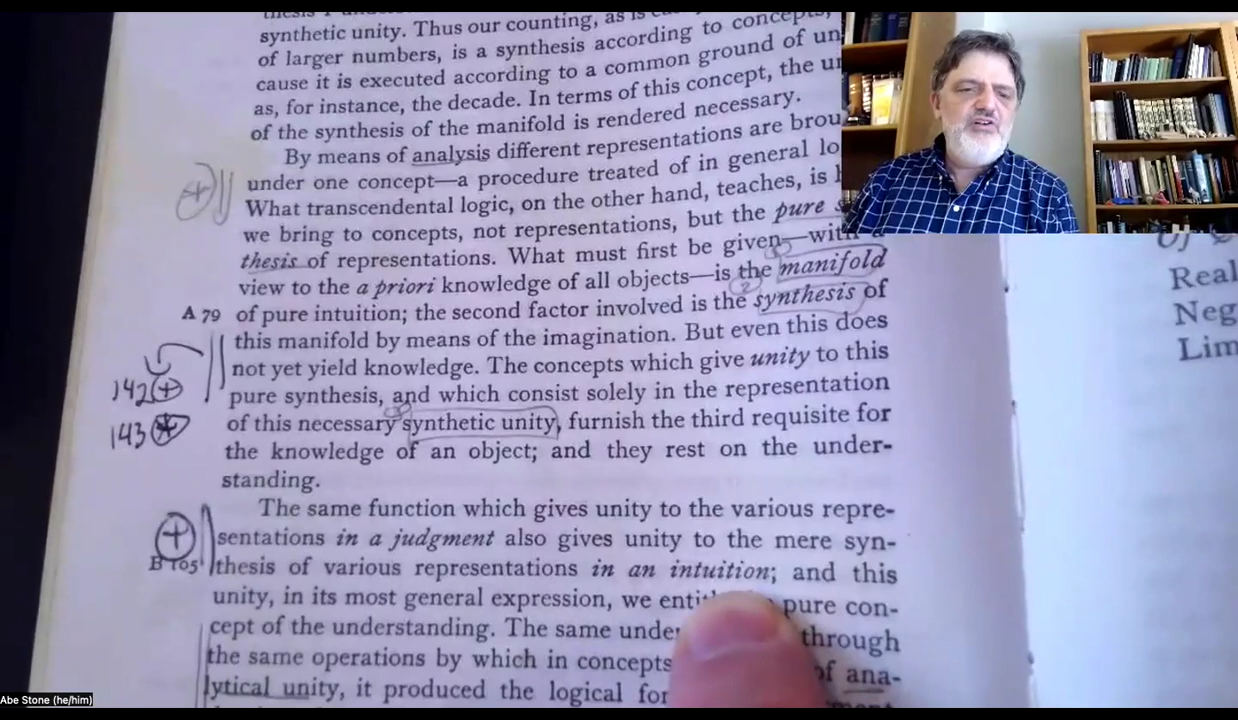 thesis
synthetic unity. Thus our counting, as is
of larger numbers, is a synthesis according to concepts,
cause it is executed according to a common ground of un
as, for instance, the decade. In terms of this concept, the
of the synthesis of the manifold is rendered necessary.
By means of analysis different representations are brou
under one concept—a procedure treated of in general lo
What transcendental logic, on the other hand, teaches, is
we bring to concepts, not representations, but the pure s
thesis of representations. What must first be given—with a
view to the a priori knowledge of all objects—is the manifold
A 79 of pure intuition; the second factor involved is the synthesis of
this manifold by means of the imagination. But even this does
not yet yield knowledge. The concepts which give unity to this
142
pure synthesis, and which consist solely in the representation
of this necessary synthetic unity, furnish the third requisite for
143
the knowledge of an object; and they rest on the under-
standing.
The same function which gives unity to the various repre-
sentations in a judgment also gives unity to the mere syn-
B 105 thesis of various representations in an intuition; and this
unity, in its most general expression, we entit pure con-
cept of the understanding. The same unde through
the same operations by which in concepts of ana-
lytical unity, it produced the logical for
Real
Neg
Lim
Abe Stone (he/him)